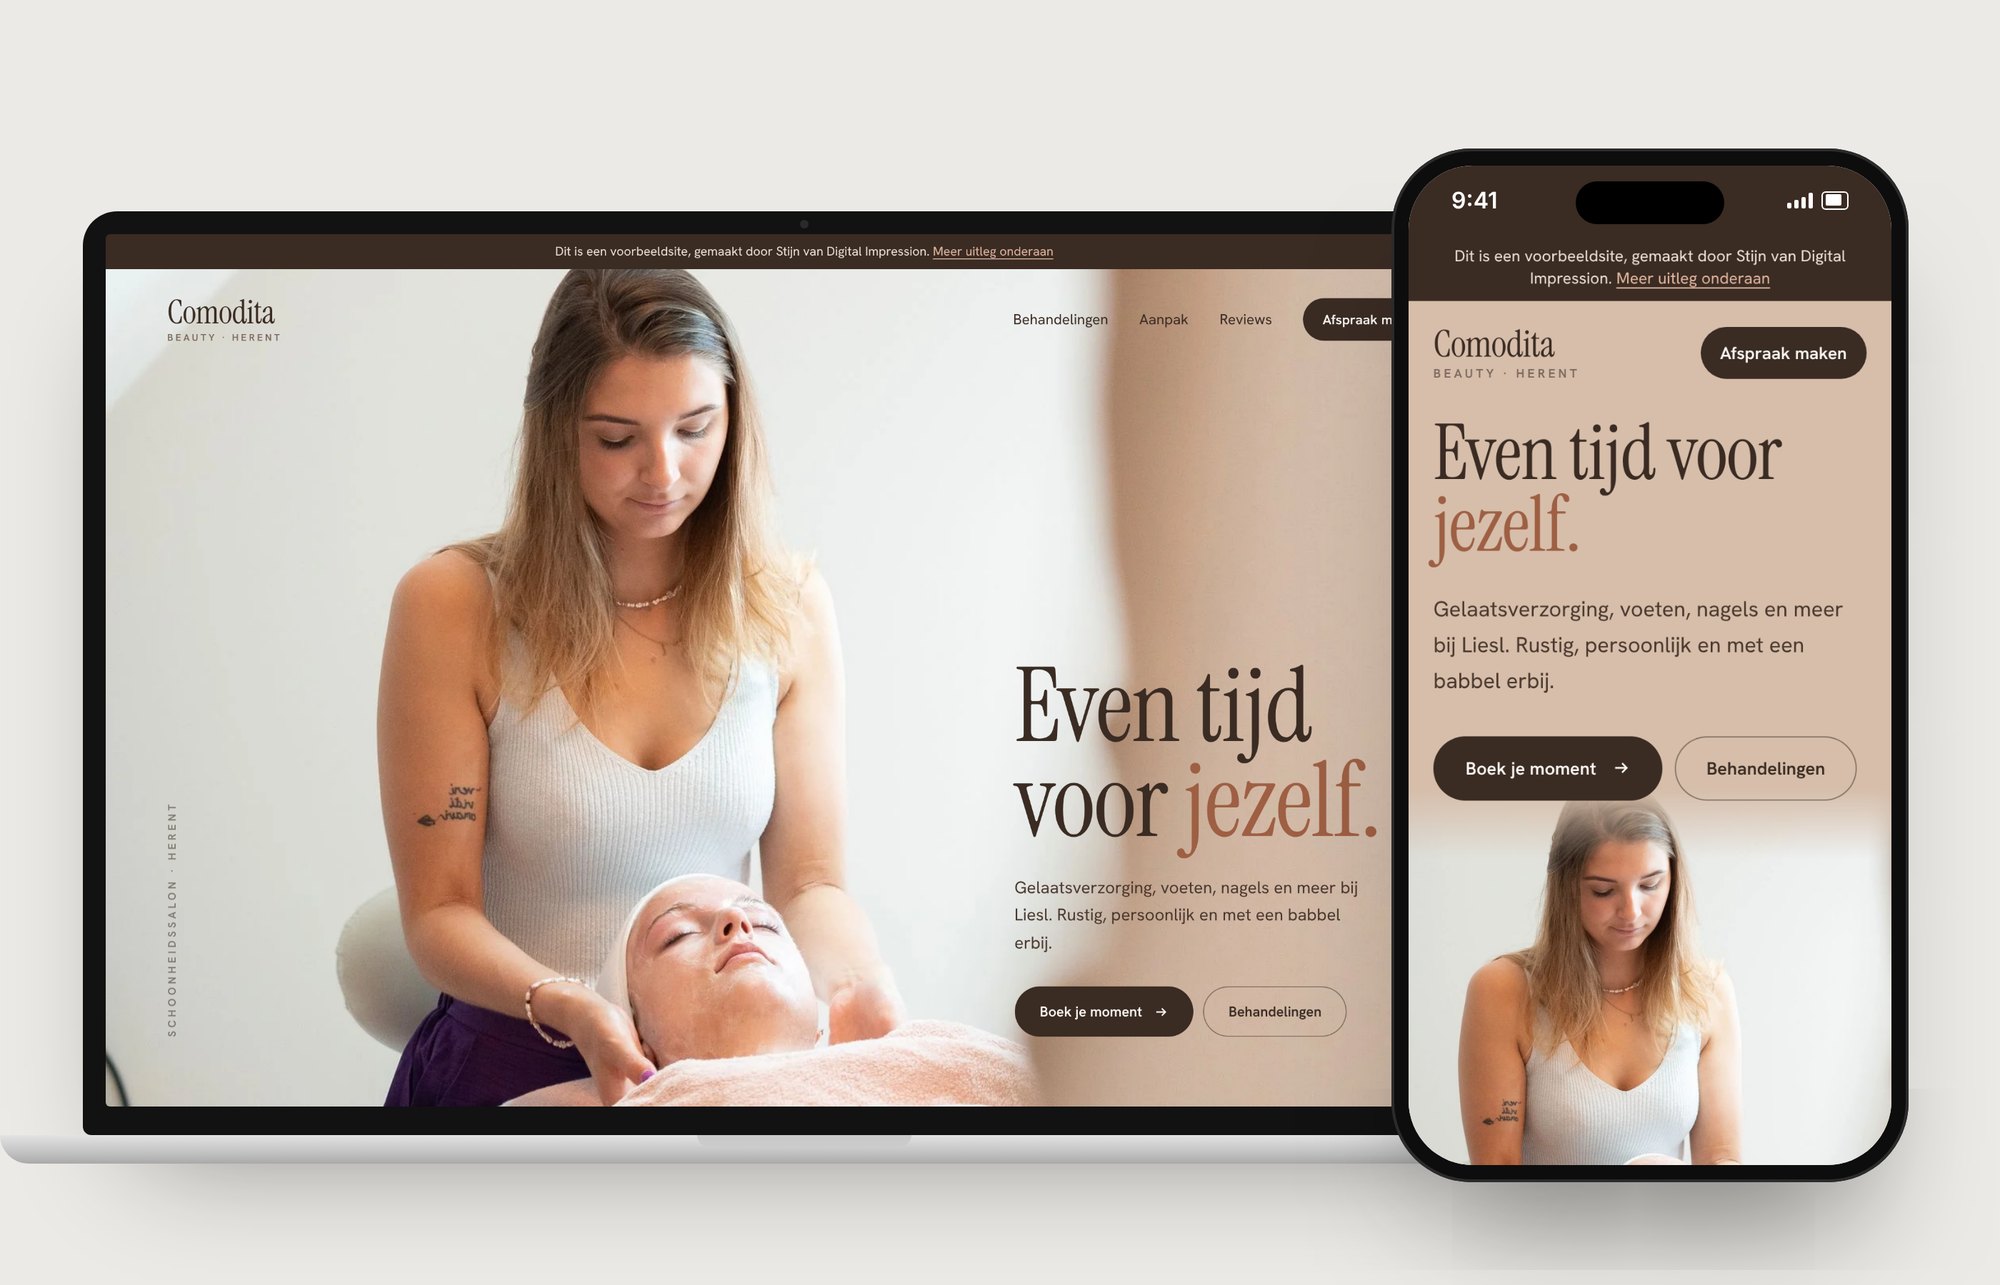 Dit is een voorbeeldsite, gemaakt door Stijn van Digital Impression. Meer uitleg onderaan
Comodita
BEAUTY · HERENT
Behandelingen
Aanpak
Reviews
Afspraak m
Even tijd
voor jezelf.
Gelaatsverzorging, voeten, nagels en meer bij
Liesl. Rustig, persoonlijk en met een babbel
erbij.
Boek je moment →
Behandelingen
SCHOONHEIDSSALON · HERENT
9:41
Dit is een voorbeeldsite, gemaakt door Stijn van Digital
Impression. Meer uitleg onderaan
Comodita
BEAUTY · HERENT
Afspraak maken
Even tijd voor
jezelf.
Gelaatsverzorging, voeten, nagels en meer
bij Liesl. Rustig, persoonlijk en met een
babbel erbij.
Boek je moment →
Behandelingen